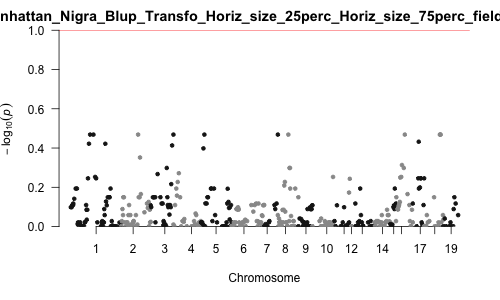 nhattan_Nigra_Blup_Transfo_Horiz_size_25perc_Horiz_size_75perc_field
1.0
0.8
0.6
0.4
0.2
0.0
− log10(p)
1 2 3 4 5 6 7 8 9 10 12 14 17 19
Chromosome